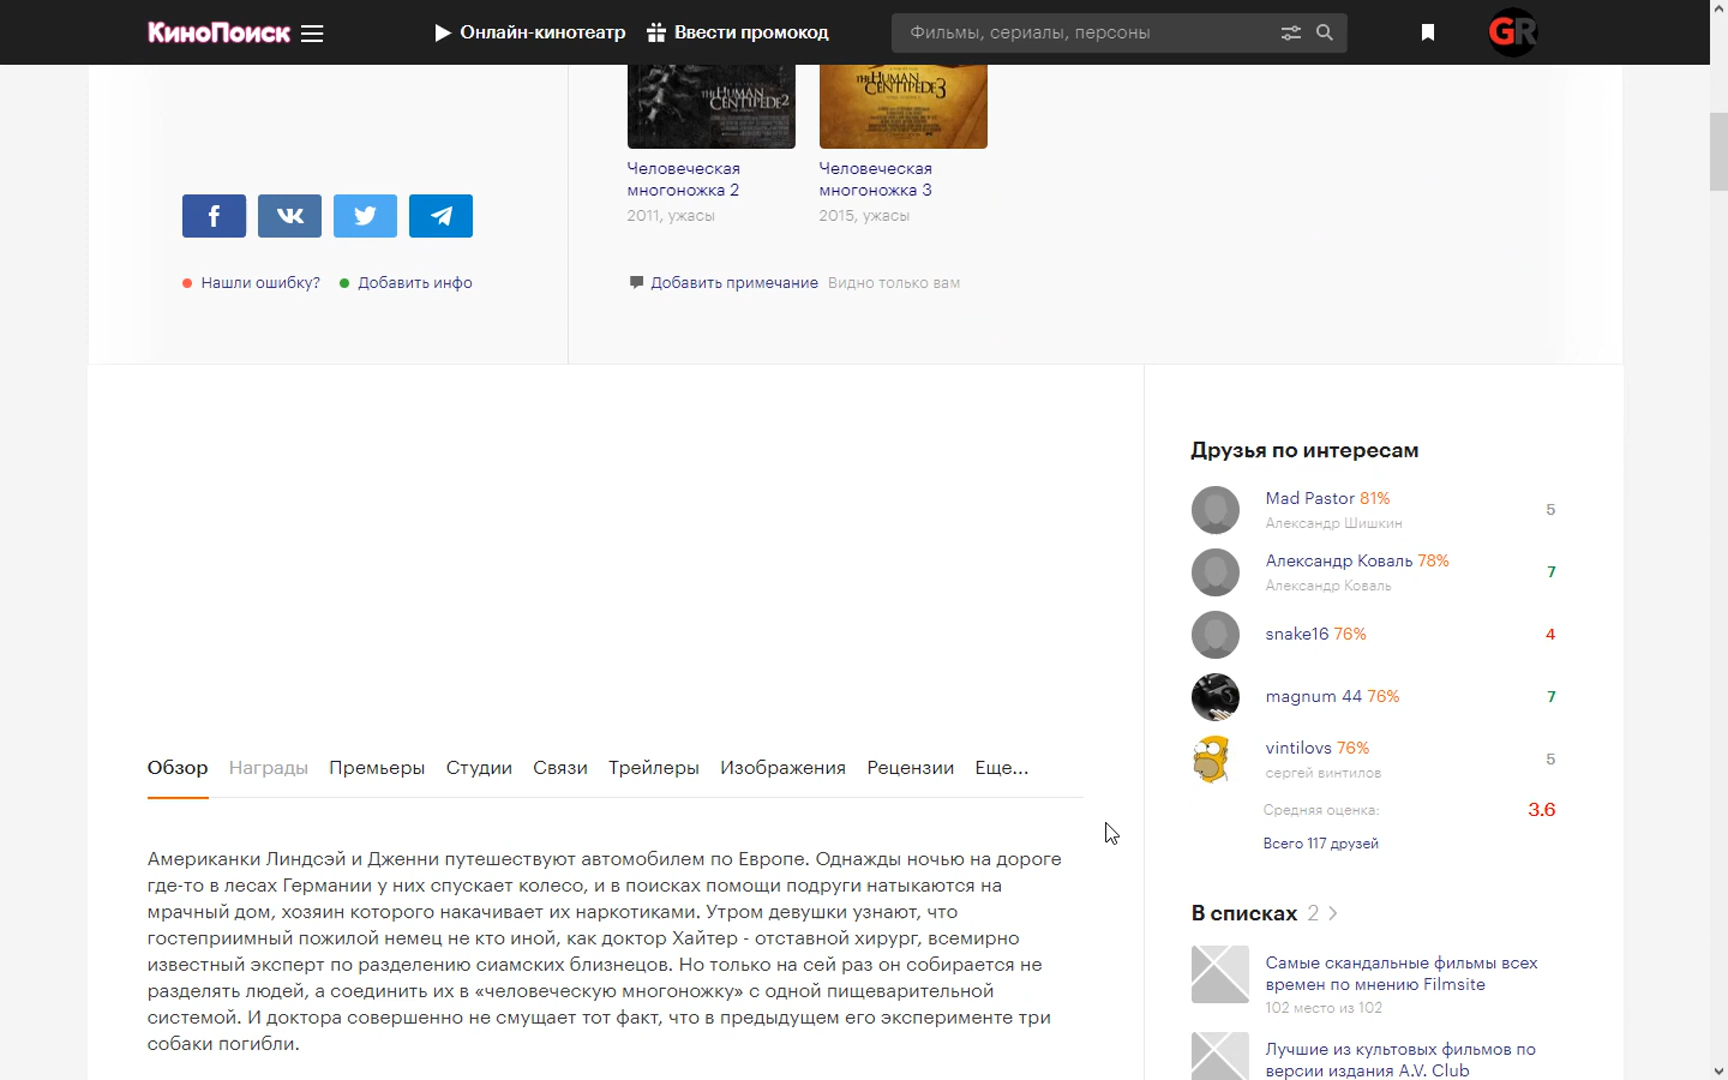 КиноПоиск
Онлайн-кинотеатр
Ввести промокод
Фильмы, сериалы, персоны
GR
THE HUMAN CENTIPEDE 2
THE HUMAN CENTIPEDE 3
Человеческая
многоножка 2
2011, ужасы
Человеческая
многоножка 3
2015, ужасы
Нашли ошибку?
Добавить инфо
Добавить примечание Видно только вам
Друзья по интересам
Mad Pastor 81%
Александр Шишкин
5
Александр Коваль 78%
Александр Коваль
7
snake16 76%
4
magnum 44 76%
7
vintilovs 76%
сергей винтилов
5
Средняя оценка:
3.6
Всего 117 друзей
Обзор Награды Премьеры Студии Связи Трейлеры Изображения Рецензии Еще...
Американки Линдсэй и Дженни путешествуют автомобилем по Европе. Однажды ночью на дороге
где-то в лесах Германии у них спускает колесо, и в поисках помощи подруги натыкаются на
мрачный дом, хозяин которого накачивает их наркотиками. Утром девушки узнают, что
гостеприимный пожилой немец не кто иной, как доктор Хайтер - отставной хирург, всемирно
известный эксперт по разделению сиамских близнецов. Но только на сей раз он собирается не
разделять людей, а соединить их в «человеческую многоножку» с одной пищеварительной
системой. И доктора совершенно не смущает тот факт, что в предыдущем его эксперименте три
собаки погибли.
В списках 2
Самые скандальные фильмы всех
времен по мнению Filmsite
102 место из 102
Лучшие из культовых фильмов по
версии издания A.V. Club